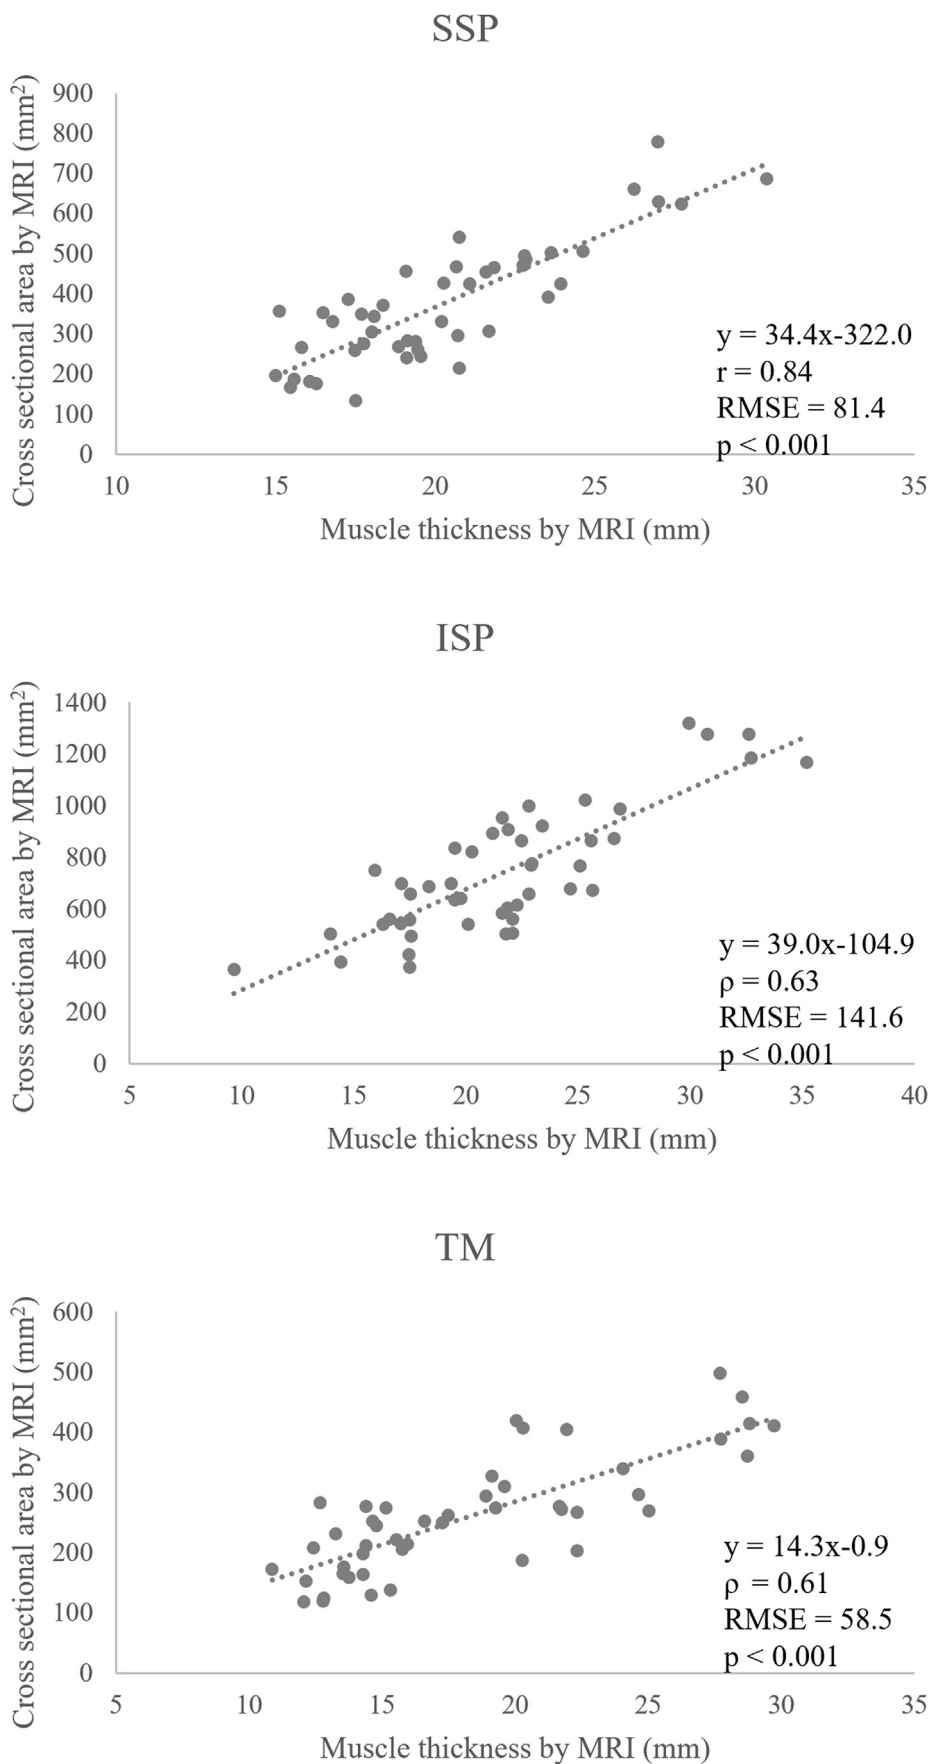 SSP
Cross sectional area by MRI (mm²)
900
800
700
600
500
400
300
200
100
0
y = 34.4x-322.0
r = 0.84
RMSE = 81.4
p < 0.001
10 15 20 25 30 35
Muscle thickness by MRI (mm)
ISP
Cross sectional area by MRI (mm²)
1400
1200
1000
800
600
400
200
0
y = 39.0x-104.9
ρ = 0.63
RMSE = 141.6
p < 0.001
5 10 15 20 25 30 35 40
Muscle thickness by MRI (mm)
TM
Cross sectional area by MRI (mm²)
600
500
400
300
200
100
0
y = 14.3x-0.9
ρ = 0.61
RMSE = 58.5
p < 0.001
5 10 15 20 25 30 35
Muscle thickness by MRI (mm)